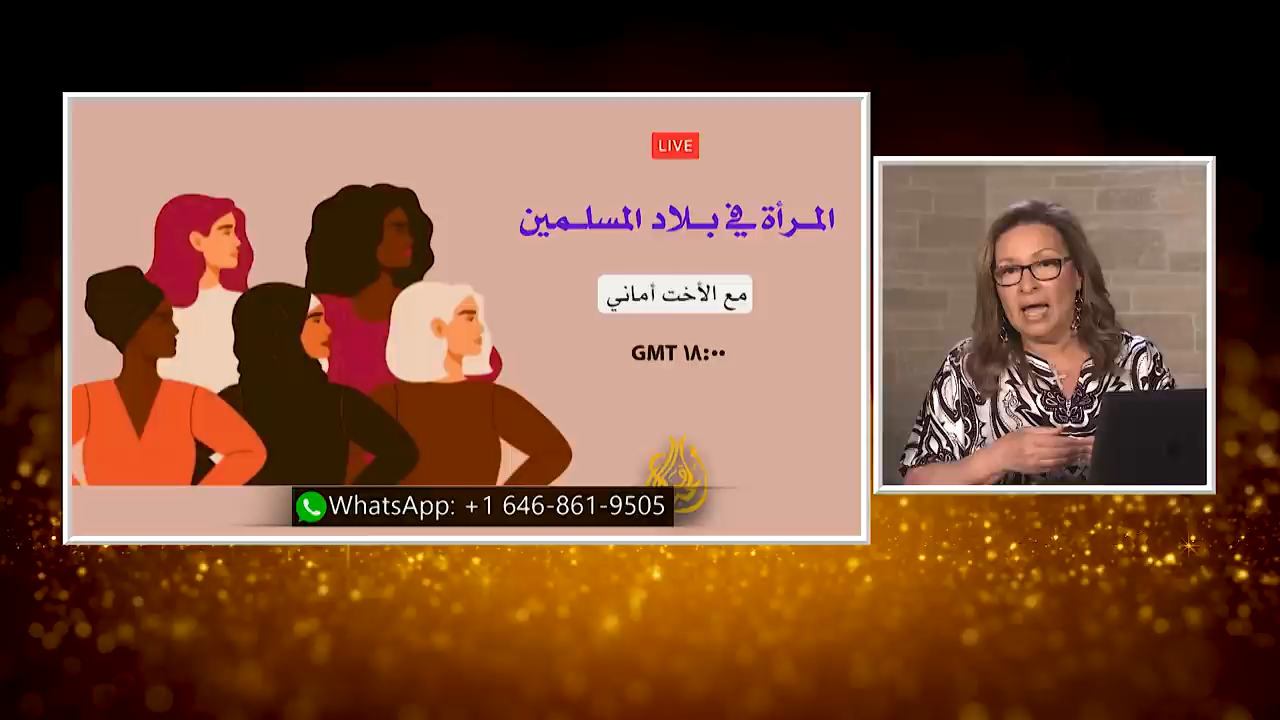 LIVE
المرأة في بلاد المسلمين
مع الأخت أماني
GMT ١٨:٠٠
WhatsApp: +1 646-861-9505